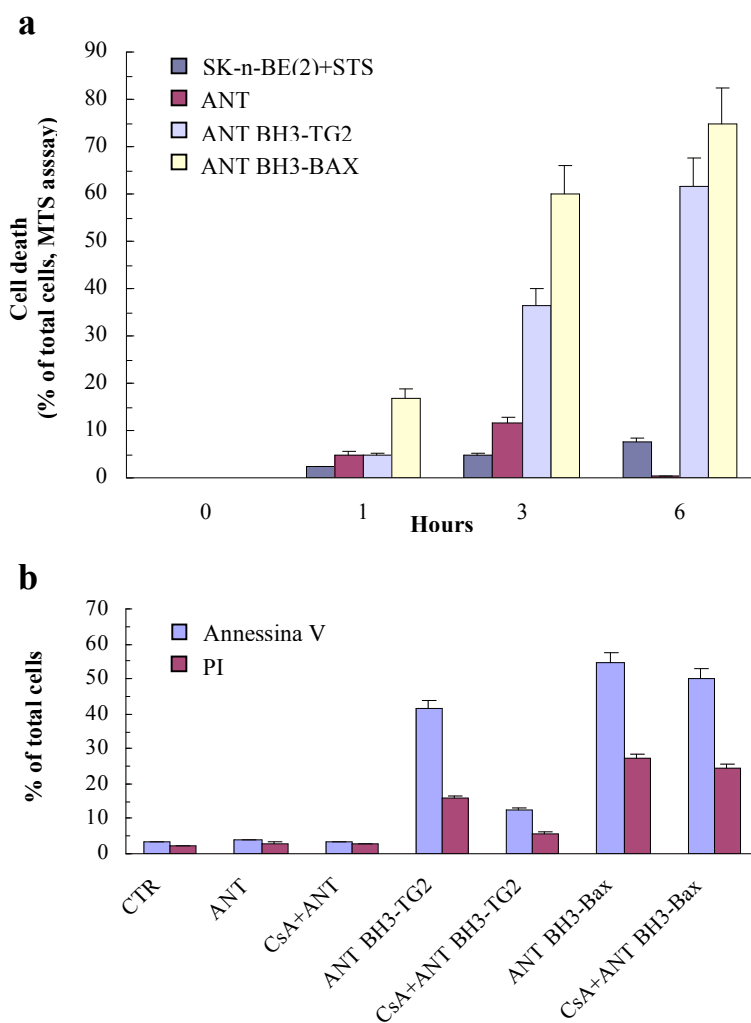 a
90
80
70
60
50
40
30
20
10
0
Cell death
(% of total cells, MTS asssay)
SK-n-BE(2)+STS
ANT
ANT BH3-TG2
ANT BH3-BAX
0 1 3 6
Hours
b
70
60
50
40
30
20
10
0
% of total cells
Annessina V
PI
CTR
ANT
CsA+ANT
ANT BH3-TG2
CsA+ANT BH3-TG2
ANT BH3-Bax
CsA+ANT BH3-Bax